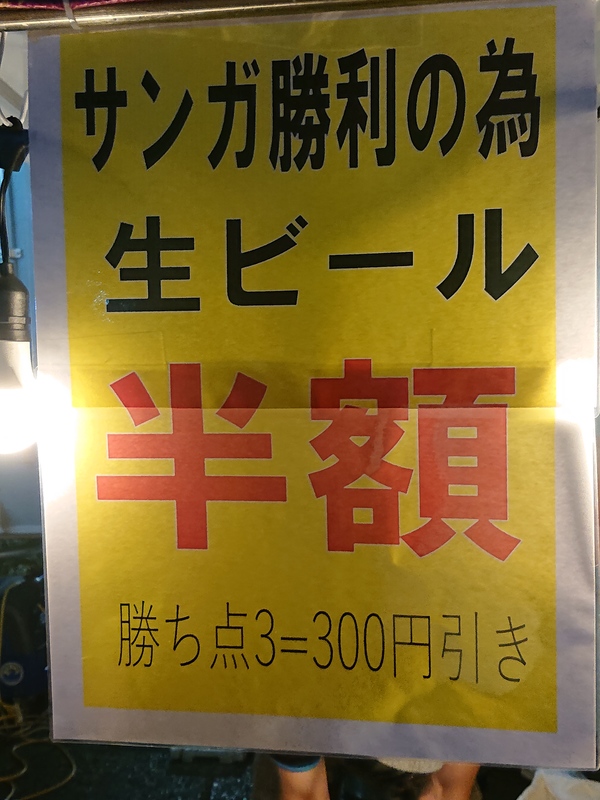 サンガ勝利の為
生ビール
半額
勝ち点3=300円引き